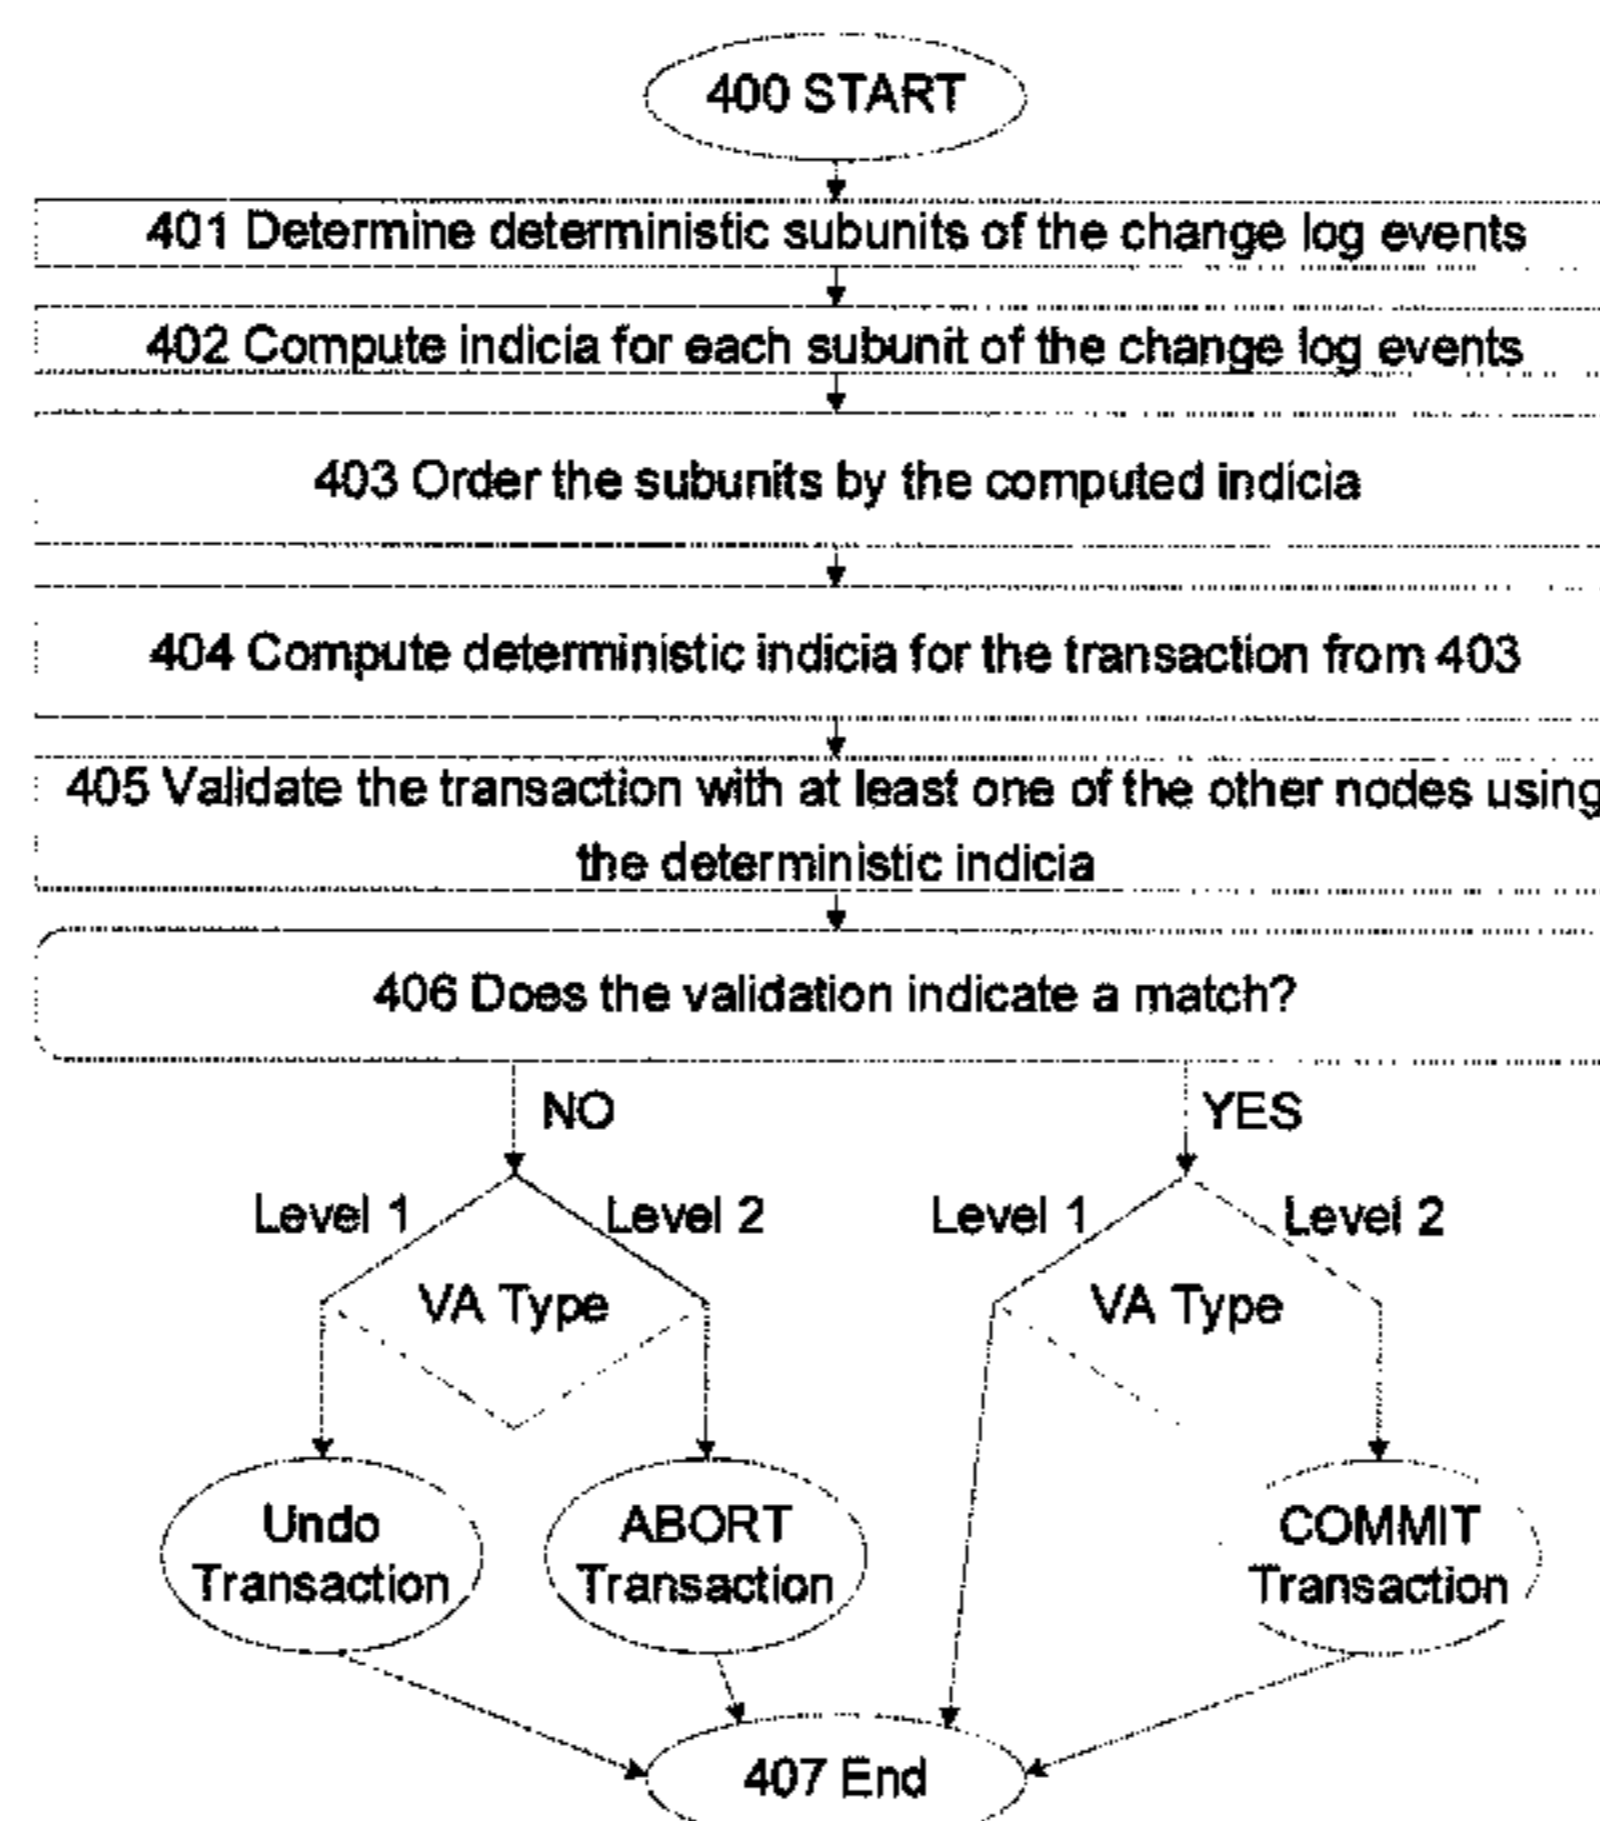 400 START
401 Determine deterministic subunits of the change log events
402 Compute indicia for each subunit of the change log events
403 Order the subunits by the computed indicia
404 Compute deterministic indicia for the transaction from 403
405 Validate the transaction with at least one of the other nodes using
the deterministic indicia
406 Does the validation indicate a match?
NO
YES
Level 1
Level 2
Level 1
Level 2
VA Type
VA Type
Undo
Transaction
ABORT
Transaction
COMMIT
Transaction
407 End